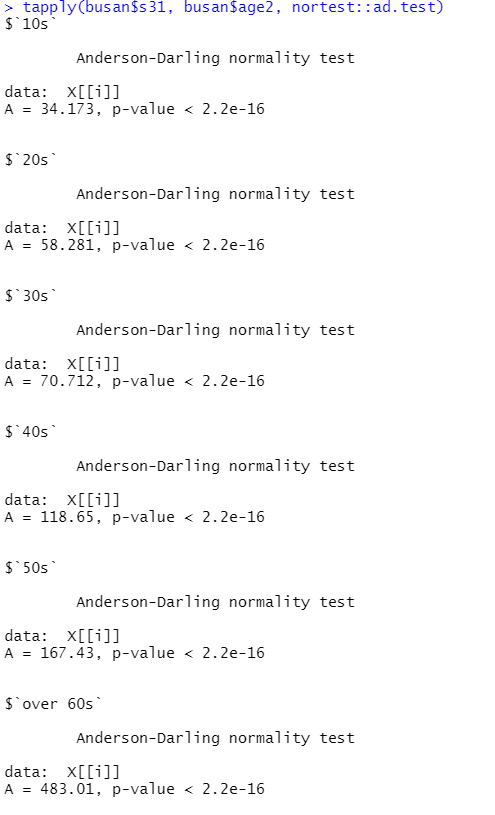 > tapply(busan$s31, busan$age2, nortest::ad.test)
$`10s`
Anderson-Darling normality test
data:  X[[i]]
A = 34.173, p-value < 2.2e-16
$`20s`
Anderson-Darling normality test
data:  X[[i]]
A = 58.281, p-value < 2.2e-16
$`30s`
Anderson-Darling normality test
data:  X[[i]]
A = 70.712, p-value < 2.2e-16
$`40s`
Anderson-Darling normality test
data:  X[[i]]
A = 118.65, p-value < 2.2e-16
$`50s`
Anderson-Darling normality test
data:  X[[i]]
A = 167.43, p-value < 2.2e-16
$`over 60s`
Anderson-Darling normality test
data:  X[[i]]
A = 483.01, p-value < 2.2e-16